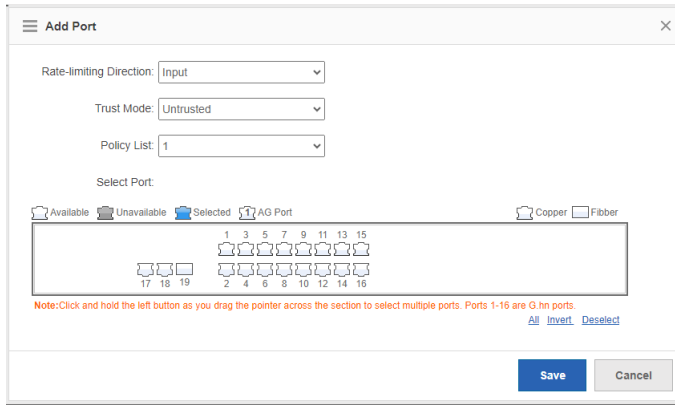 Add Port
Rate-limiting Direction: Input
Trust Mode: Untrusted
Policy List: 1
Select Port:
Available Unavailable Selected 1 AG Port Copper Fibber
1 3 5 7 9 11 13 15
17 18 19 2 4 6 8 10 12 14 16
Note:Click and hold the left button as you drag the pointer across the section to select multiple ports. Ports 1-16 are G.hn ports.
All Invert Deselect
Save Cancel